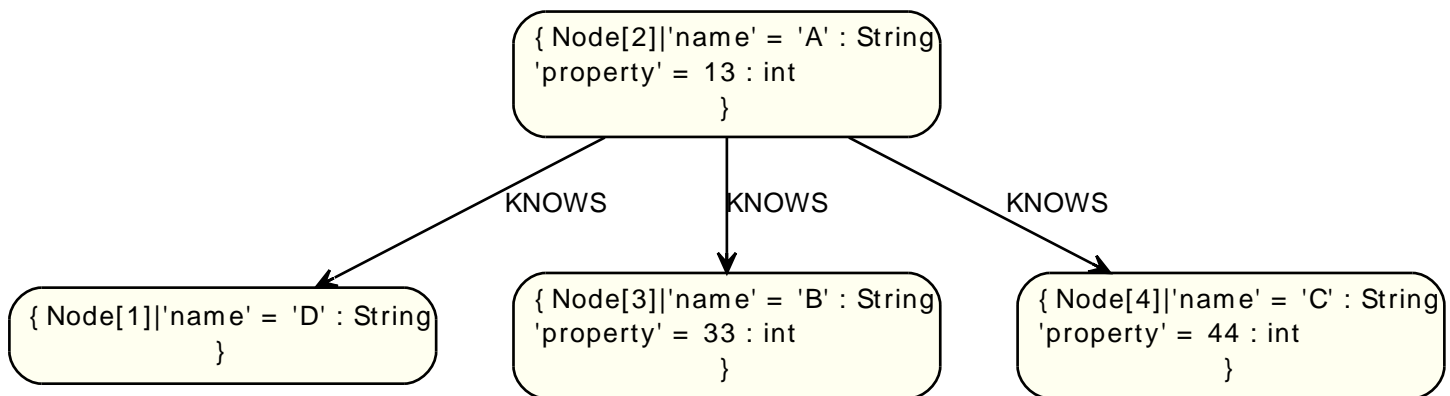 { Node[2]|'name' = 'A' : String
'property' = 13 : int
}
KNOWS
KNOWS
KNOWS
{ Node[1]|'name' = 'D' : String
}
{ Node[3]|'name' = 'B' : String
'property' = 33 : int
}
{ Node[4]|'name' = 'C' : String
'property' = 44 : int
}